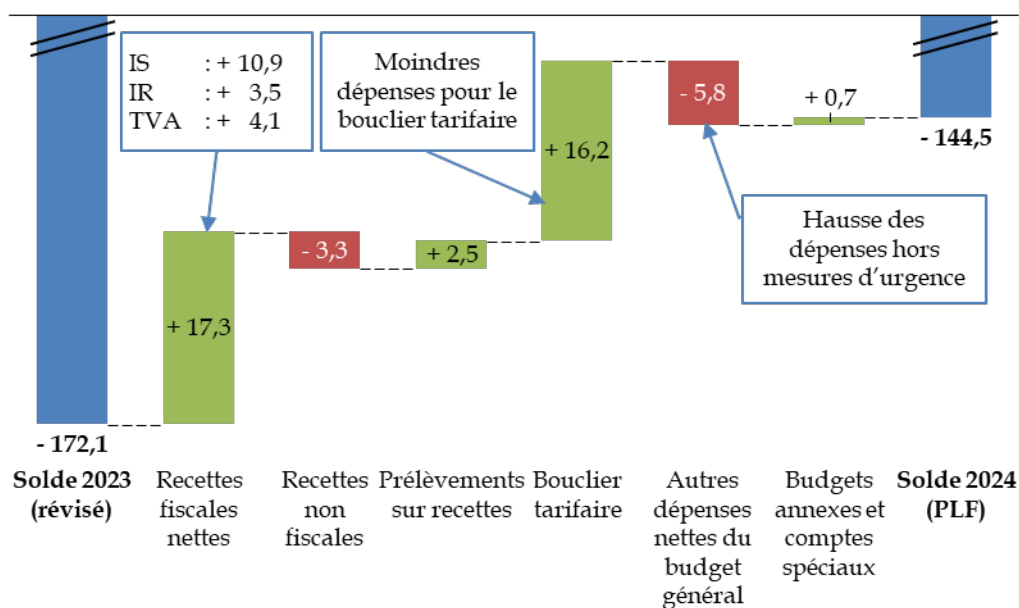 IS : + 10,9
IR : + 3,5
TVA : + 4,1
Moindres
dépenses pour le
bouclier tarifaire
- 5,8
+ 0,7
- 144,5
+ 16,2
Hausse des
dépenses hors
mesures d'urgence
- 3,3
+ 2,5
+ 17,3
- 172,1
Solde 2023
(révisé)
Recettes
fiscales
nettes
Recettes
non
fiscales
Prélèvements
sur recettes
Bouclier
tarifaire
Autres
dépenses
nettes du
budget
général
Budgets
annexes et
comptes
spéciaux
Solde 2024
(PLF)